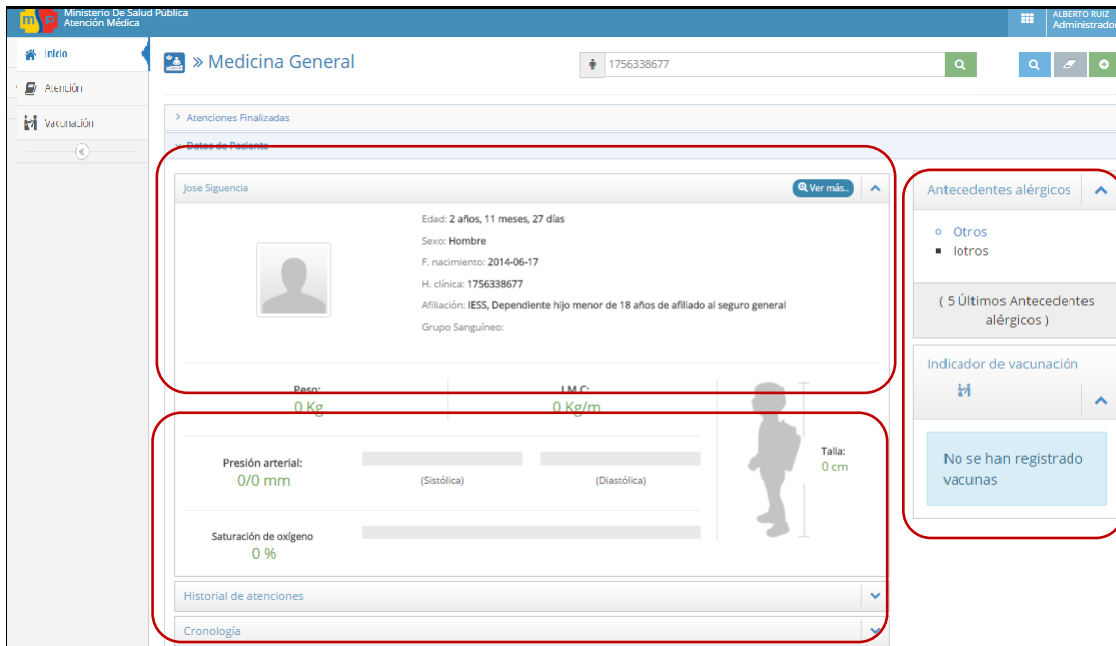 Ministerio De Salud Pública
Atención Médica
ALBERTO RUIZ
Administrador
Inicio
Atención
Vacunación
» Medicina General
1756338677
> Atenciones Finalizadas
Datos de Paciente
Jose Siguencia
Ver más..
Edad: 2 años, 11 meses, 27 días
Sexo: Hombre
F. nacimiento: 2014-06-17
H. clínica: 1756338677
Afiliación: IESS, Dependiente hijo menor de 18 años de afiliado al seguro general
Grupo Sanguíneo:
Peso:
0 Kg
I.M.C:
0 Kg/m
Talla:
0 cm
Presión arterial:
0/0 mm
(Sistólica)
(Diastólica)
Saturación de oxígeno
0 %
Historial de atenciones
Cronología
Antecedentes alérgicos
Otros
lotros
( 5 Últimos Antecedentes
alérgicos )
Indicador de vacunación
No se han registrado
vacunas